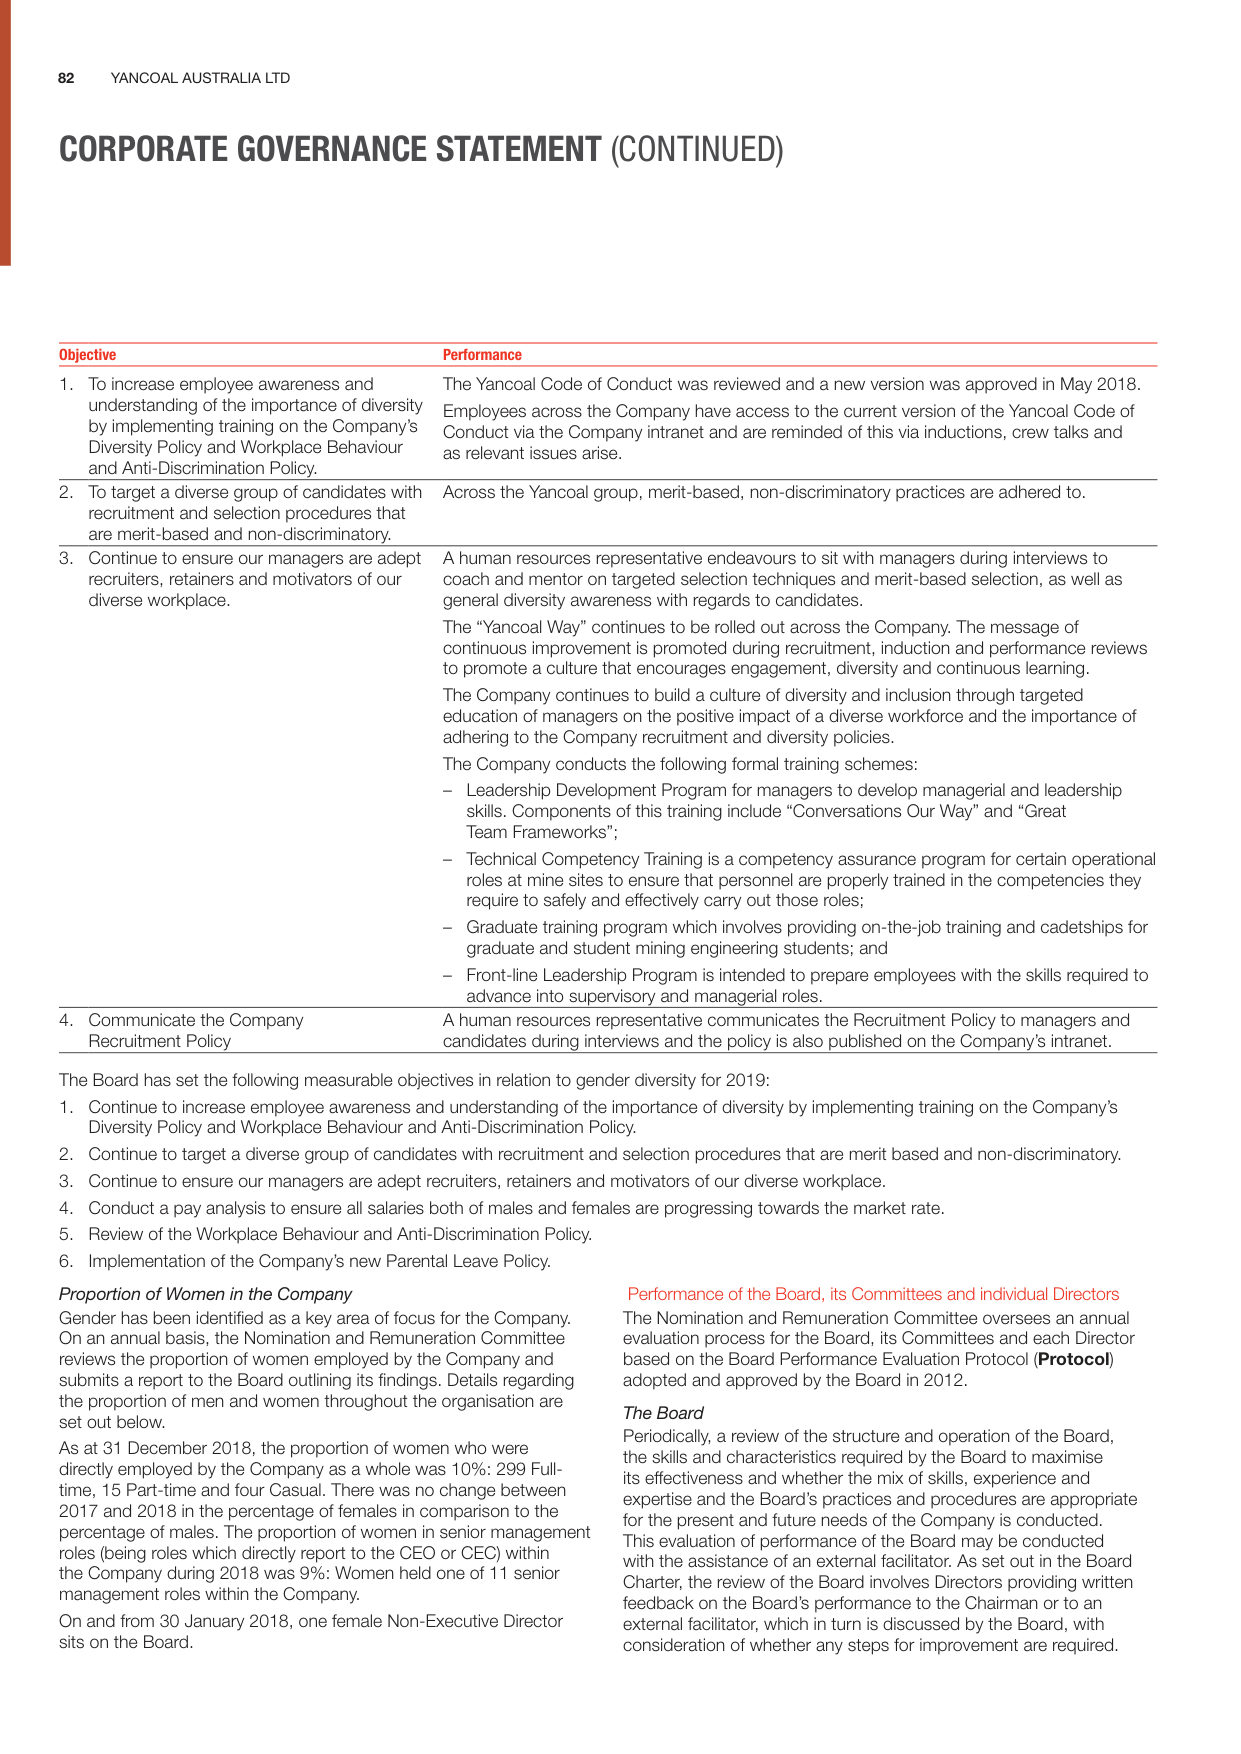 82 YANCOAL AUSTRALIA LTD
CORPORATE GOVERNANCE STATEMENT (CONTINUED)
Objective Performance
1. To increase employee awareness and
understanding of the importance of diversity
by implementing training on the Company’s
Diversity Policy and Workplace Behaviour
and Anti-Discrimination Policy.
The Yancoal Code of Conduct was reviewed and a new version was approved in May 2018.
Employees across the Company have access to the current version of the Yancoal Code of
Conduct via the Company intranet and are reminded of this via inductions, crew talks and
as relevant issues arise.
2. To target a diverse group of candidates with
recruitment and selection procedures that
are merit-based and non-discriminatory.
Across the Yancoal group, merit-based, non-discriminatory practices are adhered to.
3. Continue to ensure our managers are adept
recruiters, retainers and motivators of our
diverse workplace.
A human resources representative endeavours to sit with managers during interviews to
coach and mentor on targeted selection techniques and merit-based selection, as well as
general diversity awareness with regards to candidates.
The “Yancoal Way” continues to be rolled out across the Company. The message of
continuous improvement is promoted during recruitment, induction and performance reviews
to promote a culture that encourages engagement, diversity and continuous learning.
The Company continues to build a culture of diversity and inclusion through targeted
education of managers on the positive impact of a diverse workforce and the importance of
adhering to the Company recruitment and diversity policies.
The Company conducts the following formal training schemes:
– Leadership Development Program for managers to develop managerial and leadership
skills. Components of this training include “Conversations Our Way” and “Great
Team Frameworks”;
– Technical Competency Training is a competency assurance program for certain operational
roles at mine sites to ensure that personnel are properly trained in the competencies they
require to safely and effectively carry out those roles;
– Graduate training program which involves providing on-the-job training and cadetships for
graduate and student mining engineering students; and
– Front-line Leadership Program is intended to prepare employees with the skills required to
advance into supervisory and managerial roles.
4. Communicate the Company
Recruitment Policy
A human resources representative communicates the Recruitment Policy to managers and
candidates during interviews and the policy is also published on the Company’s intranet.
The Board has set the following measurable objectives in relation to gender diversity for 2019:
1. Continue to increase employee awareness and understanding of the importance of diversity by implementing training on the Company’s
Diversity Policy and Workplace Behaviour and Anti-Discrimination Policy.
2. Continue to target a diverse group of candidates with recruitment and selection procedures that are merit based and non-discriminatory.
3. Continue to ensure our managers are adept recruiters, retainers and motivators of our diverse workplace.
4. Conduct a pay analysis to ensure all salaries both of males and females are progressing towards the market rate.
5. Review of the Workplace Behaviour and Anti-Discrimination Policy.
6. Implementation of the Company’s new Parental Leave Policy.
Proportion of Women in the Company
Gender has been identified as a key area of focus for the Company.
On an annual basis, the Nomination and Remuneration Committee
reviews the proportion of women employed by the Company and
submits a report to the Board outlining its findings. Details regarding
the proportion of men and women throughout the organisation are
set out below.
As at 31 December 2018, the proportion of women who were
directly employed by the Company as a whole was 10%: 299 Full-
time, 15 Part-time and four Casual. There was no change between
2017 and 2018 in the percentage of females in comparison to the
percentage of males. The proportion of women in senior management
roles (being roles which directly report to the CEO or CEC) within
the Company during 2018 was 9%: Women held one of 11 senior
management roles within the Company.
On and from 30 January 2018, one female Non-Executive Director
sits on the Board.
Performance of the Board, its Committees and individual Directors
The Nomination and Remuneration Committee oversees an annual
evaluation process for the Board, its Committees and each Director
based on the Board Performance Evaluation Protocol (Protocol)
adopted and approved by the Board in 2012.
The Board
Periodically, a review of the structure and operation of the Board,
the skills and characteristics required by the Board to maximise
its effectiveness and whether the mix of skills, experience and
expertise and the Board’s practices and procedures are appropriate
for the present and future needs of the Company is conducted.
This evaluation of performance of the Board may be conducted
with the assistance of an external facilitator. As set out in the Board
Charter, the review of the Board involves Directors providing written
feedback on the Board’s performance to the Chairman or to an
external facilitator, which in turn is discussed by the Board, with
consideration of whether any steps for improvement are required.